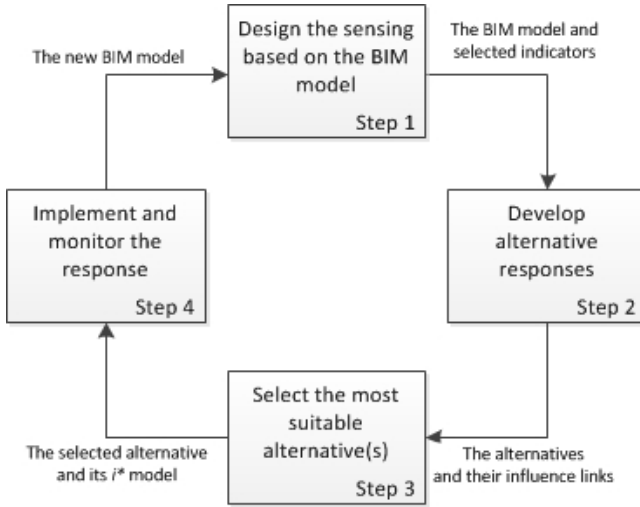 Design the sensing
based on the BIM
model
Step 1
The BIM model and
selected indicators
Develop
alternative
responses
Step 2
The alternatives
and their influence links
Select the most
suitable
alternative(s)
Step 3
The selected alternative
and its i* model
Implement and
monitor the
response
Step 4
The new BIM model